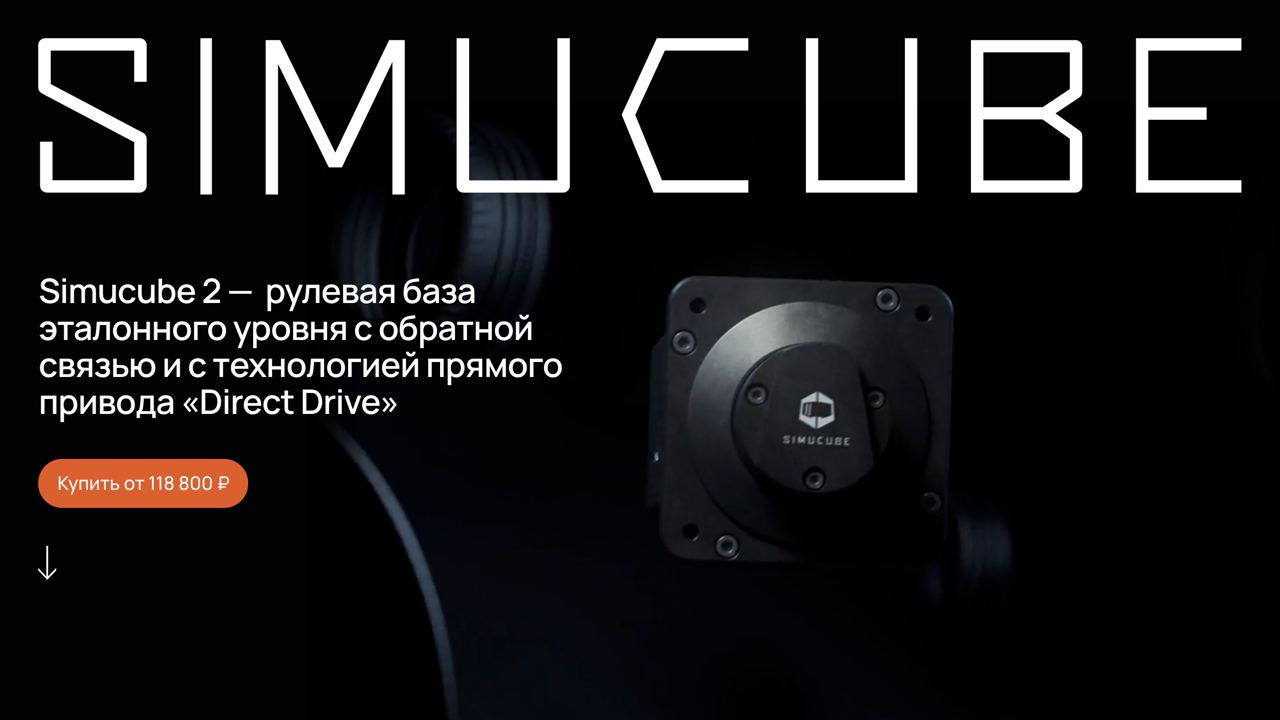 SIMUCUBE
Simucube 2 — рулевая база
эталонного уровня с обратной
связью и с технологией прямого
привода «Direct Drive»
SIMUCUBE
Купить от 118 800 ₽